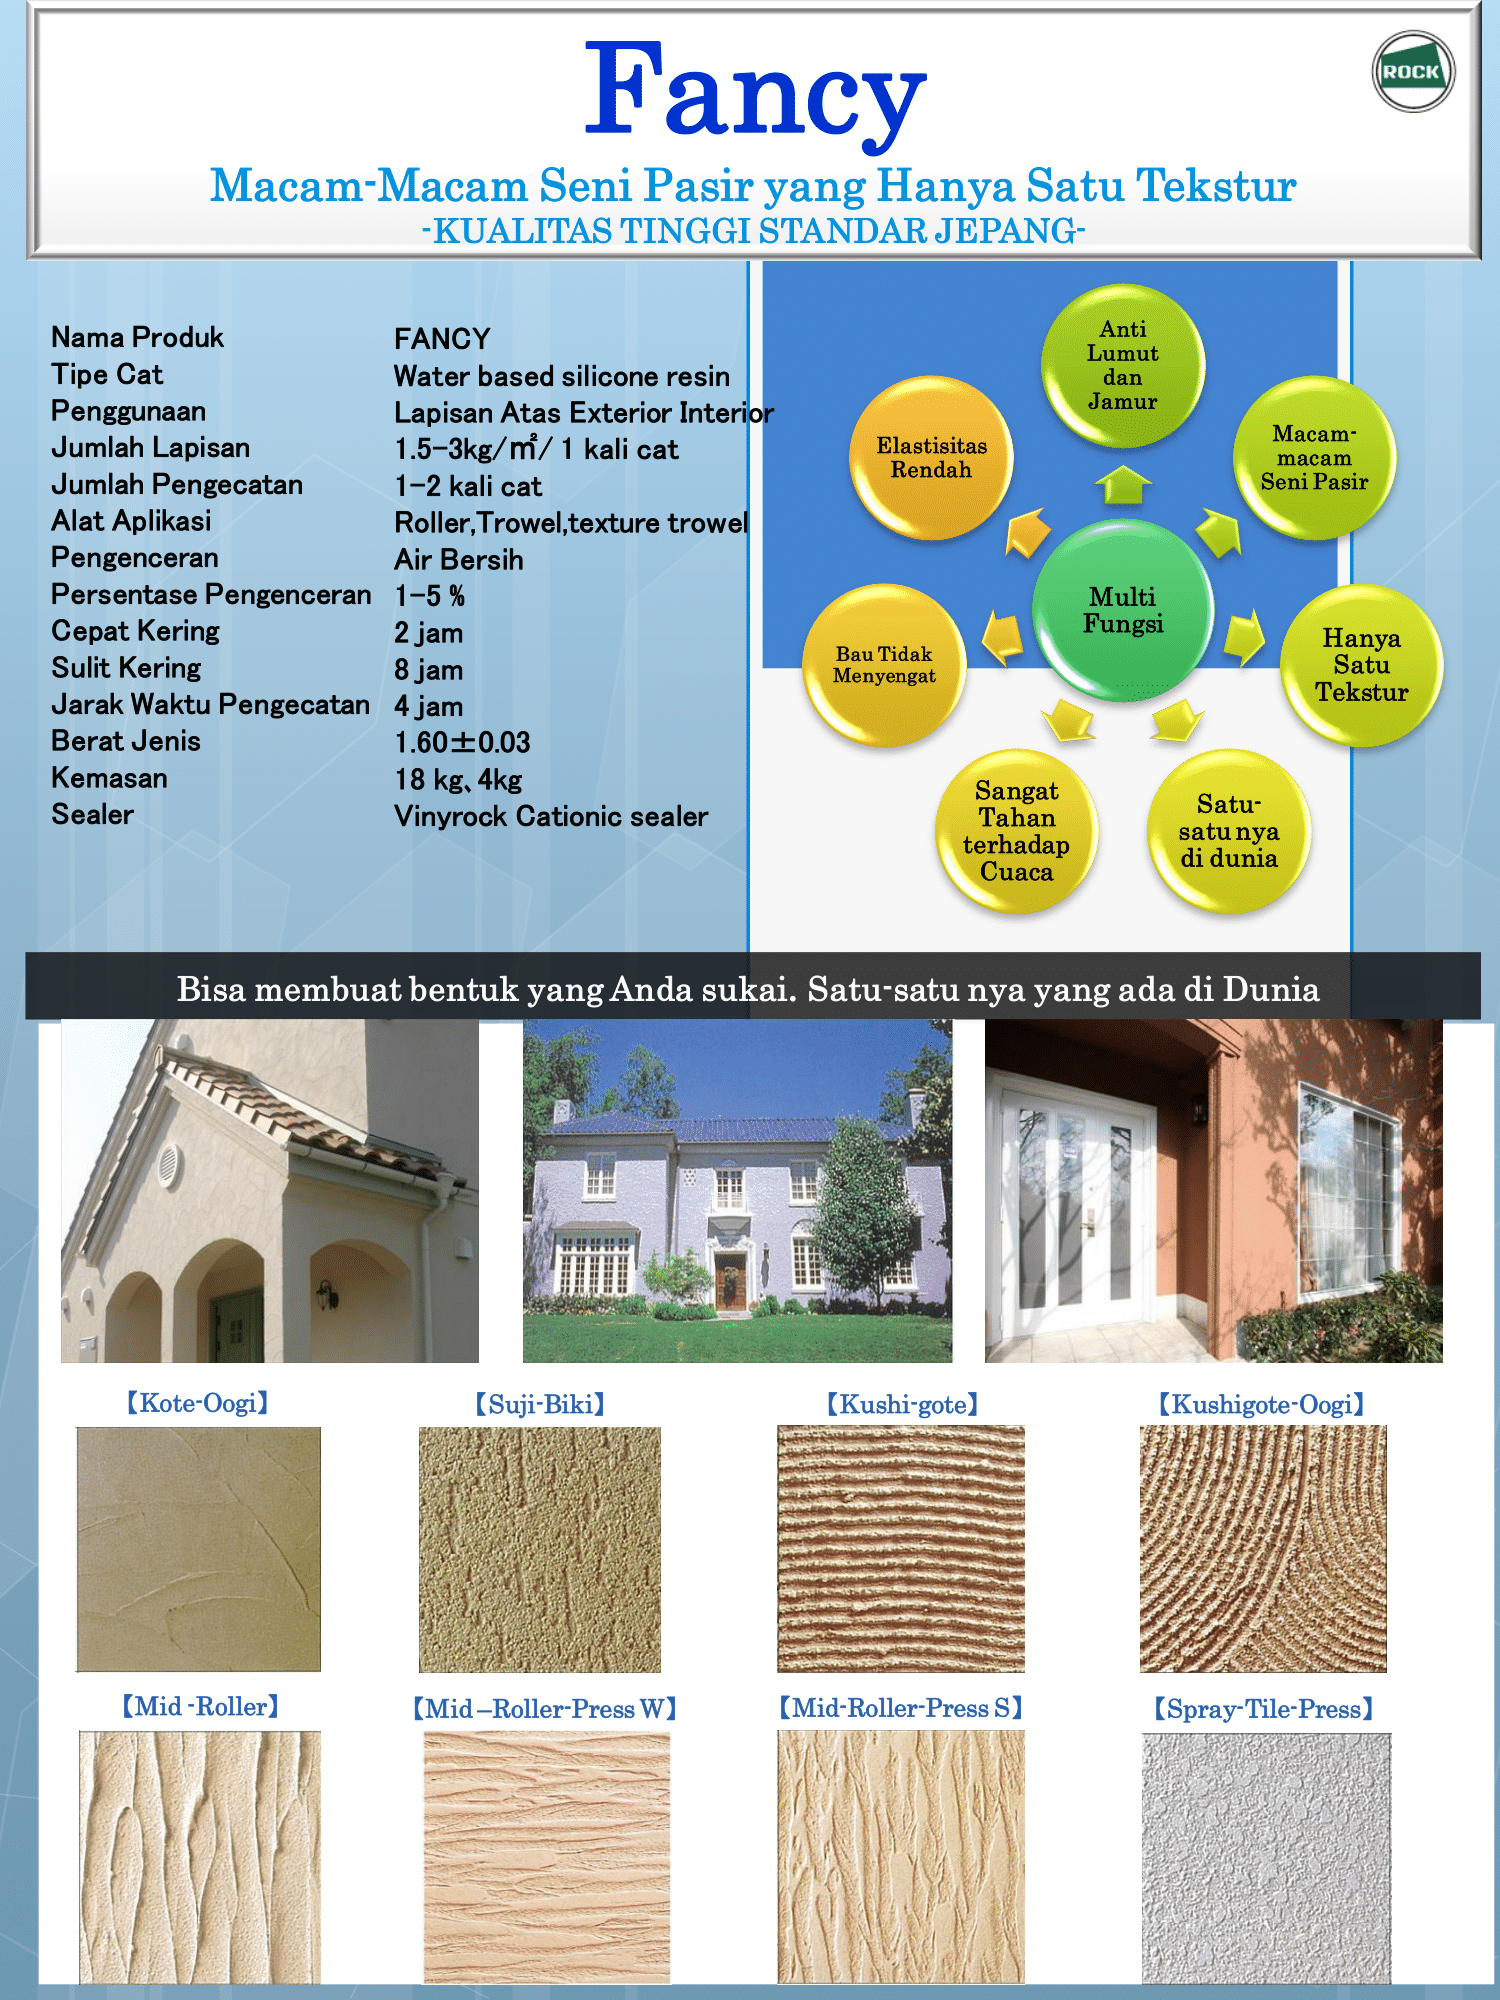 Fancy
ROCK
Macam-Macam Seni Pasir yang Hanya Satu Tekstur
-KUALITAS TINGGI STANDAR JEPANG-
Nama Produk FANCY
Tipe Cat Water based silicone resin
Penggunaan Lapisan Atas Exterior Interior
Jumlah Lapisan 1.5-3kg/㎡/ 1 kali cat
Jumlah Pengecatan 1-2 kali cat
Alat Aplikasi Roller,Trowel,texture trowel
Pengenceran Air Bersih
Persentase Pengenceran 1-5 %
Cepat Kering 2 jam
Sulit Kering 8 jam
Jarak Waktu Pengecatan 4 jam
Berat Jenis 1.60±0.03
Kemasan 18 kg、4kg
Sealer Vinyrock Cationic sealer
Anti
Lumut
dan
Jamur
Macam-
macam
Seni Pasir
Hanya
Satu
Tekstur
Satu-
satu nya
di dunia
Sangat
Tahan
terhadap
Cuaca
Bau Tidak
Menyengat
Elastisitas
Rendah
Multi
Fungsi
Bisa membuat bentuk yang Anda sukai. Satu-satu nya yang ada di Dunia
【Kote-Oogi】 【Suji-Biki】 【Kushi-gote】 【Kushigote-Oogi】
【Mid -Roller】 【Mid –Roller-Press W】 【Mid-Roller-Press S】 【Spray-Tile-Press】